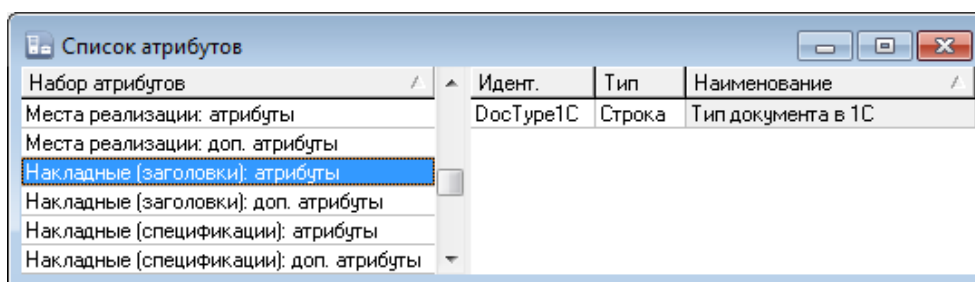 Список атрибутов
Набор атрибутов Идент. Тип Наименование
Места реализации: атрибуты DocType1C Строка Тип документа в 1С
Места реализации: доп. атрибуты
Накладные (заголовки): атрибуты
Накладные (заголовки): доп. атрибуты
Накладные (спецификации): атрибуты
Накладные (спецификации): доп. атрибуты